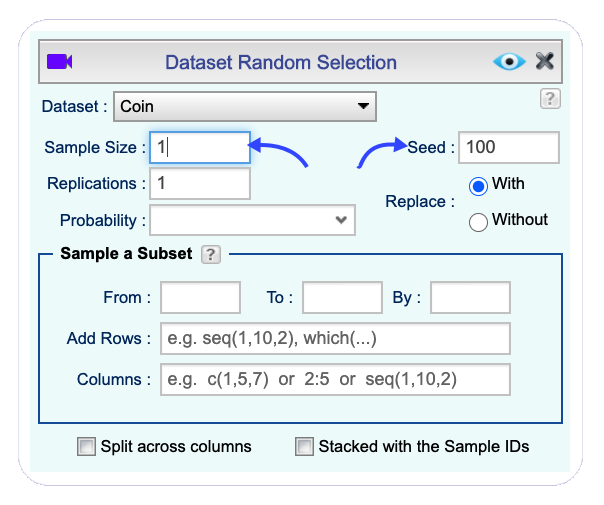 Dataset Random Selection
Dataset : Coin ?
Sample Size : 1 Seed : 100
Replications : 1 With
Replace :
Probability : Without
Sample a Subset ?
From : To : By :
Add Rows : e.g. seq(1,10,2), which(...)
Columns : e.g. c(1,5,7) or 2:5 or seq(1,10,2)
Split across columns Stacked with the Sample IDs